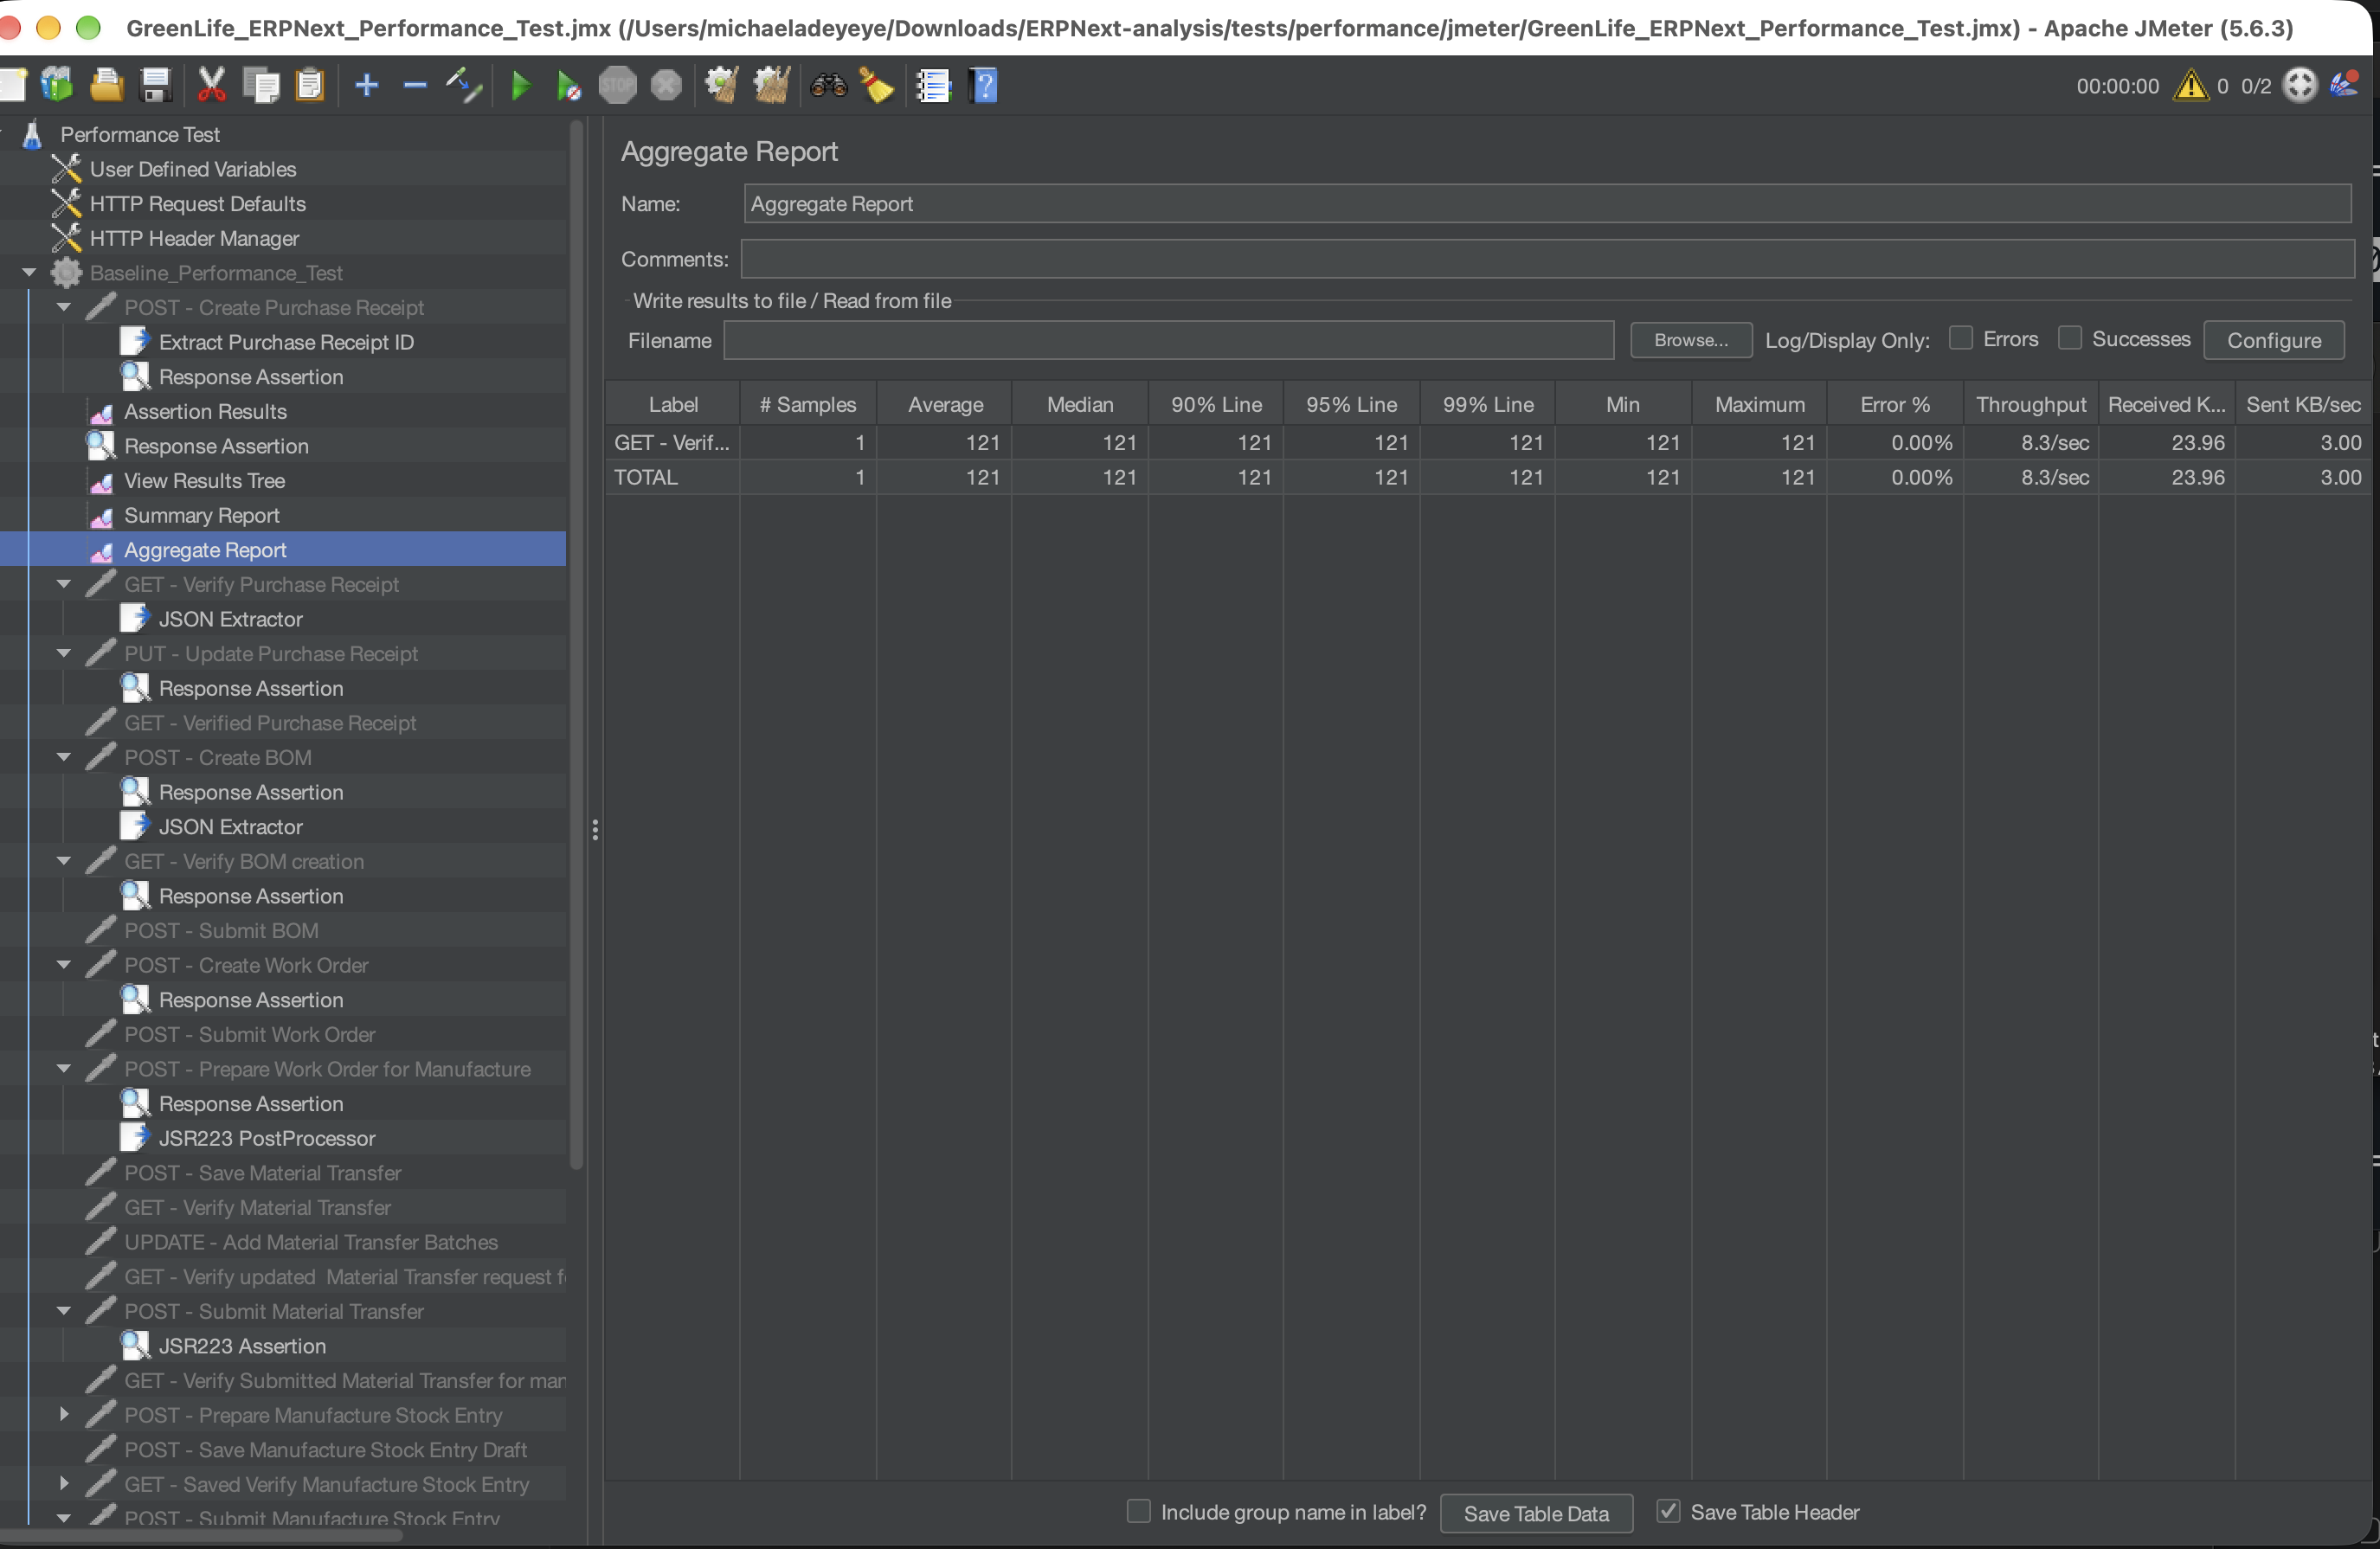 GreenLife_ERPNext_Performance_Test.jmx (/Users/michaeladeyeye/Downloads/ERPNext-analysis/tests/performance/jmeter/GreenLife_ERPNext_Performance_Test.jmx) - Apache JMeter (5.6.3)
STOP 00:00:00 0 0/2
Performance Test
User Defined Variables
HTTP Request Defaults
HTTP Header Manager
Baseline_Performance_Test
POST - Create Purchase Receipt
Extract Purchase Receipt ID
Response Assertion
Assertion Results
Response Assertion
View Results Tree
Summary Report
Aggregate Report
GET - Verify Purchase Receipt
JSON Extractor
PUT - Update Purchase Receipt
Response Assertion
GET - Verified Purchase Receipt
POST - Create BOM
Response Assertion
JSON Extractor
GET - Verify BOM creation
Response Assertion
POST - Submit BOM
POST - Create Work Order
Response Assertion
POST - Submit Work Order
POST - Prepare Work Order for Manufacture
Response Assertion
JSR223 PostProcessor
POST - Save Material Transfer
GET - Verify Material Transfer
UPDATE - Add Material Transfer Batches
GET - Verify updated  Material Transfer request
POST - Submit Material Transfer
JSR223 Assertion
GET - Verify Submitted Material Transfer for
POST - Prepare Manufacture Stock Entry
POST - Save Manufacture Stock Entry Draft
GET - Saved Verify Manufacture Stock Entry
POST - Submit Manufacture Stock Entry
Aggregate Report
Name: Aggregate Report
Comments:
Write results to file / Read from file
Filename Browse... Log/Display Only: Errors Successes Configure
Label # Samples Average Median 90% Line 95% Line 99% Line Min Maximum Error % Throughput Received K... Sent KB/sec
GET - Verif... 1 121 121 121 121 121 121 121 0.00% 8.3/sec 23.96 3.00
TOTAL 1 121 121 121 121 121 121 121 0.00% 8.3/sec 23.96 3.00
Include group name in label? Save Table Data Save Table Header